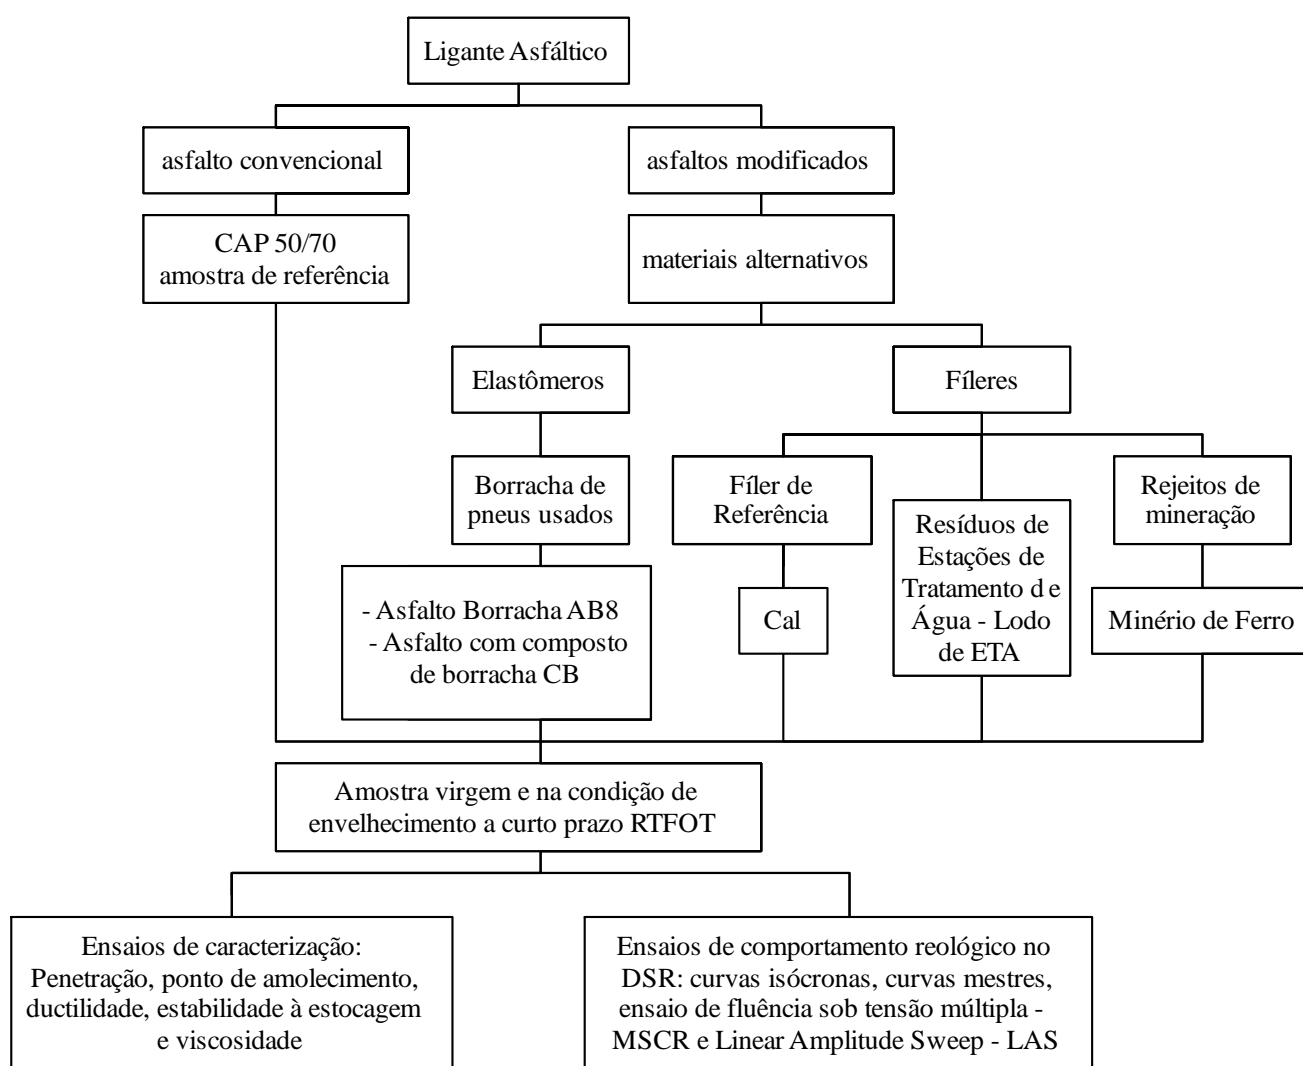 Ligante Asfáltico
asfalto convencional
asfaltos modificados
CAP 50/70
amostra de referência
materiais alternativos
Elastômeros
Fíleres
Borracha de
pneus usados
Fíler de
Referência
Resíduos de
Estações de
Tratamento de
Água - Lodo
de ETA
Rejeitos de
mineração
- Asfalto Borracha AB8
- Asfalto com composto
de borracha CB
Cal
Minério de Ferro
Amostra virgem e na condição de
envelhecimento a curto prazo RTFOT
Ensaios de caracterização:
Penetração, ponto de amolecimento,
ductilidade, estabilidade à estocagem
e viscosidade
Ensaios de comportamento reológico no
DSR: curvas isócronas, curvas mestres,
ensaio de fluência sob tensão múltipla -
MSCR e Linear Amplitude Sweep - LAS